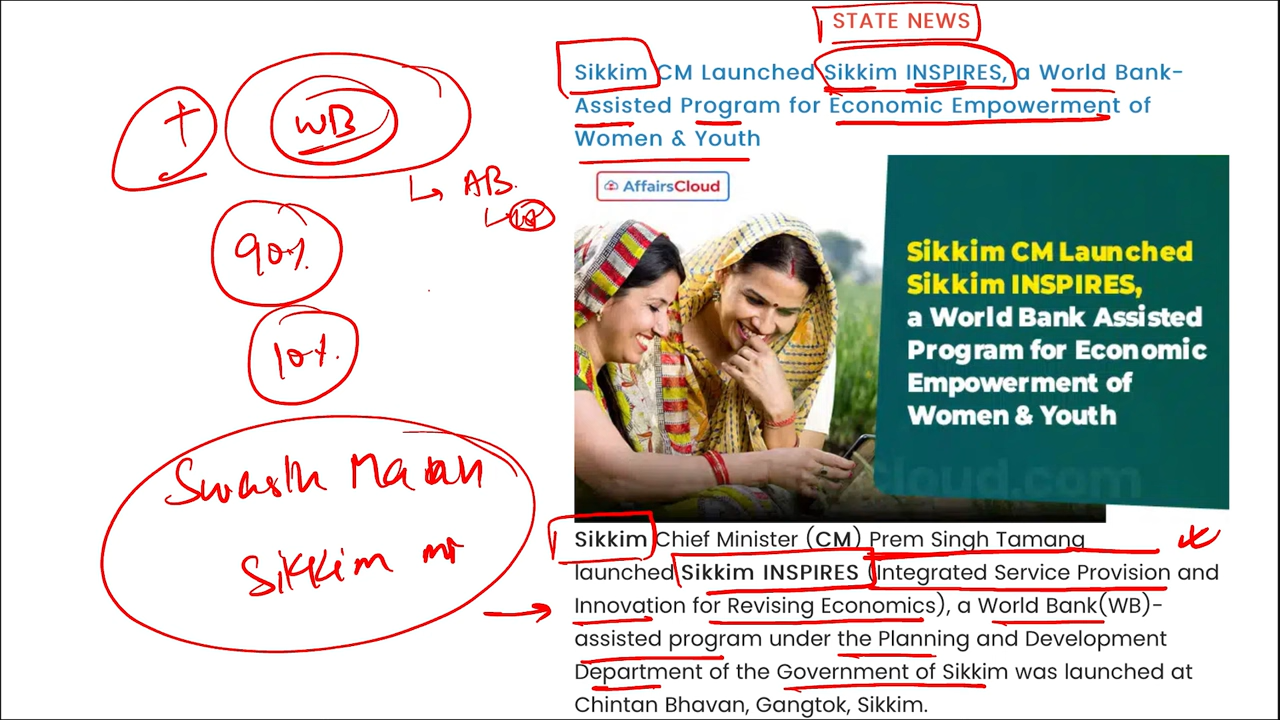 STATE NEWS
Sikkim CM Launched Sikkim INSPIRES, a World Bank-
Assisted Program for Economic Empowerment of
Women & Youth
AffairsCloud
Sikkim CM Launched
Sikkim INSPIRES,
a World Bank Assisted
Program for Economic
Empowerment of
Women & Youth
Cloud.com
Sikkim Chief Minister (CM) Prem Singh Tamang
launched Sikkim INSPIRES (Integrated Service Provision and
Innovation for Revising Economics), a World Bank(WB)-
assisted program under the Planning and Development
Department of the Government of Sikkim was launched at
Chintan Bhavan, Gangtok, Sikkim.
+ WB
AB.
90%.
10%.
Sikkim